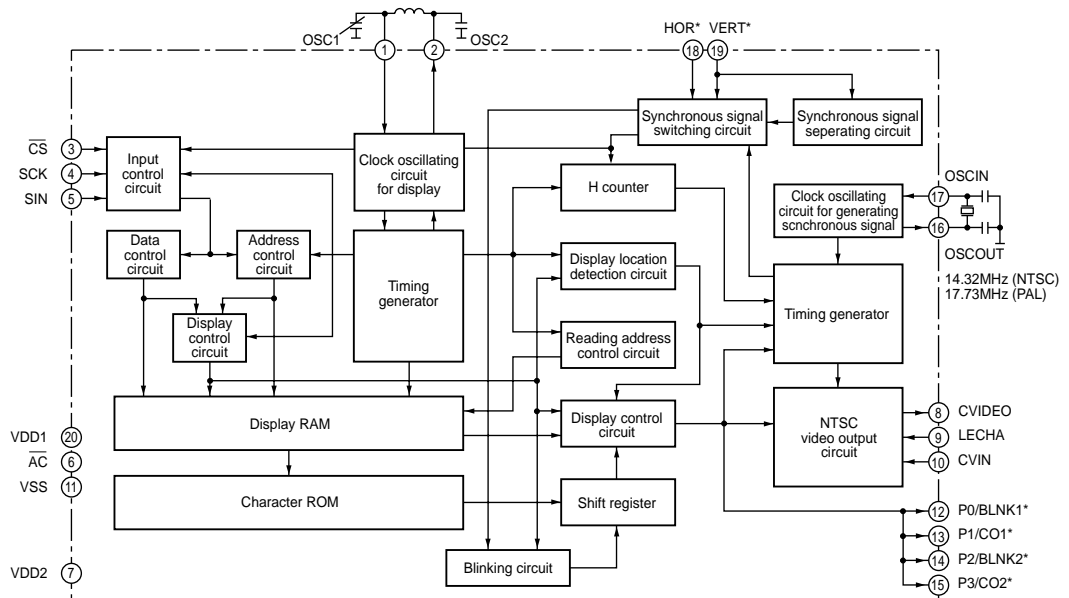 OSC1
OSC2
1
2
HOR*
VERT*
18
19
CS
3
SCK
4
SIN
5
Input
control
circuit
Clock oscillating
circuit
for display
Synchronous signal
switching circuit
Synchronous signal
seperating circuit
H counter
Clock oscillating
circuit for generating
scnchronous signal
OSCIN
17
16
OSCOUT
14.32MHz (NTSC)
17.73MHz (PAL)
Data
control
circuit
Address
control
circuit
Timing
generator
Display location
detection circuit
Timing generator
Display
control
circuit
Reading address
control circuit
Display RAM
Display control
circuit
NTSC
video output
circuit
8
CVIDEO
9
LECHA
10
CVIN
VDD1
20
AC
6
VSS
11
Character ROM
Shift register
12
P0/BLNK1*
13
P1/CO1*
14
P2/BLNK2*
15
P3/CO2*
VDD2
7
Blinking circuit